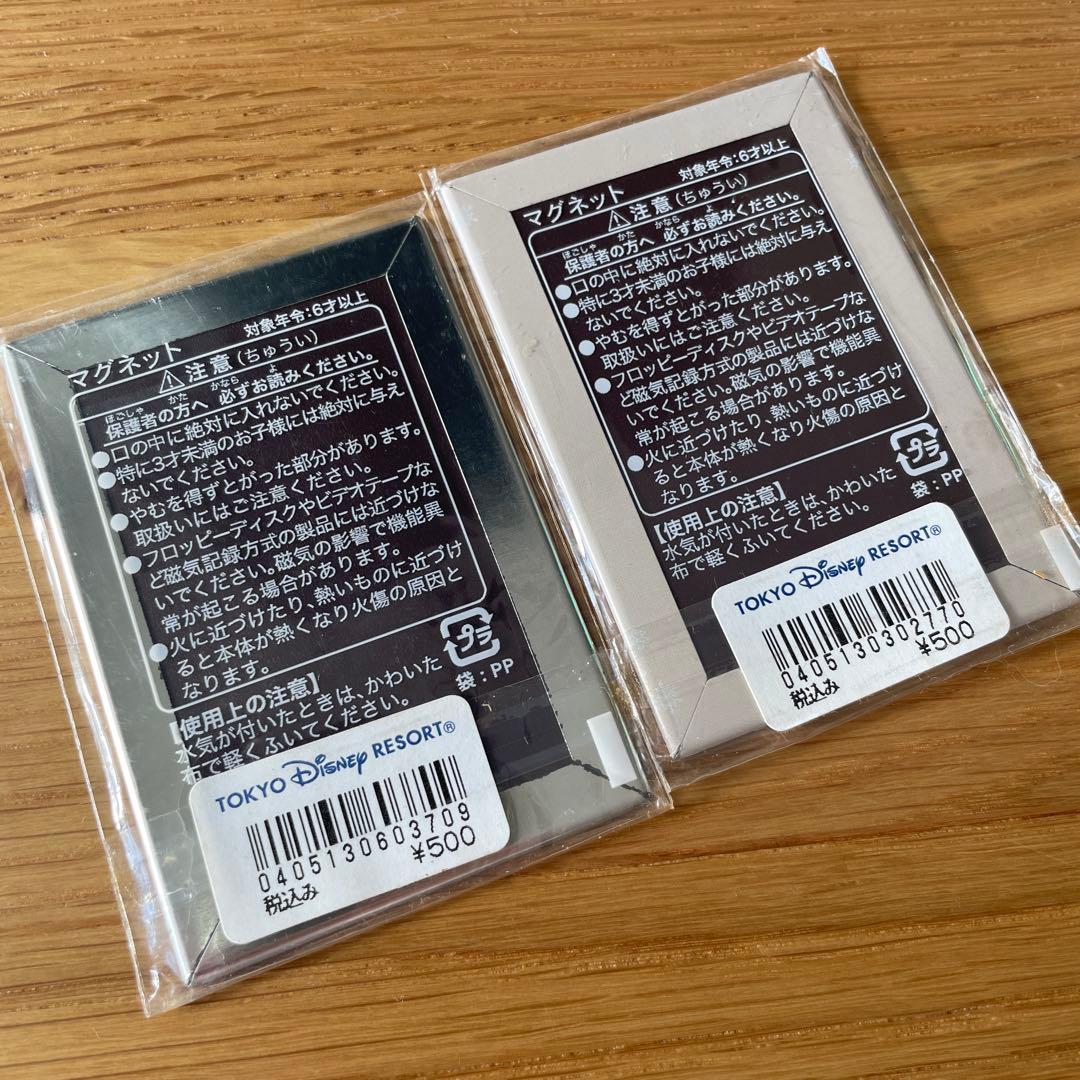 マグネット
対象年令:6才以上
⚠注意(ちゅうい)
ほごしゃ かた かなら よ
保護者の方へ 必ずお読みください。
●口の中に絶対に入れないでください。
●特に3才未満のお子様には絶対に与え
ないでください。
●やむを得ずとがった部分があります。
取扱いにはご注意ください。
●フロッピーディスクやビデオテープな
ど磁気記録方式の製品には近づけな
いでください。磁気の影響で機能異
常が起こる場合があります。
●火に近づけたり、熱いものに近づけ
ると本体が熱くなり火傷の原因と
なります。
【使用上の注意】
水気が付いたときは、かわいた
布で軽くふいてください。
プラ
袋:PP
TOKYO Disney RESORT®
0405130603709
¥500
税込み
マグネット
対象年令:6才以上
⚠注意(ちゅうい)
ほごしゃ かた かなら よ
保護者の方へ 必ずお読みください。
●口の中に絶対に入れないでください。
●特に3才未満のお子様には絶対に与え
ないでください。
●やむを得ずとがった部分があります。
取扱いにはご注意ください。
●フロッピーディスクやビデオテープな
ど磁気記録方式の製品には近づけな
いでください。磁気の影響で機能異
常が起こる場合があります。
●火に近づけたり、熱いものに近づけ
ると本体が熱くなり火傷の原因と
なります。
【使用上の注意】
水気が付いたときは、かわいた
布で軽くふいてください。
プラ
袋:PP
TOKYO Disney RESORT®
0405130302770
¥500
税込み